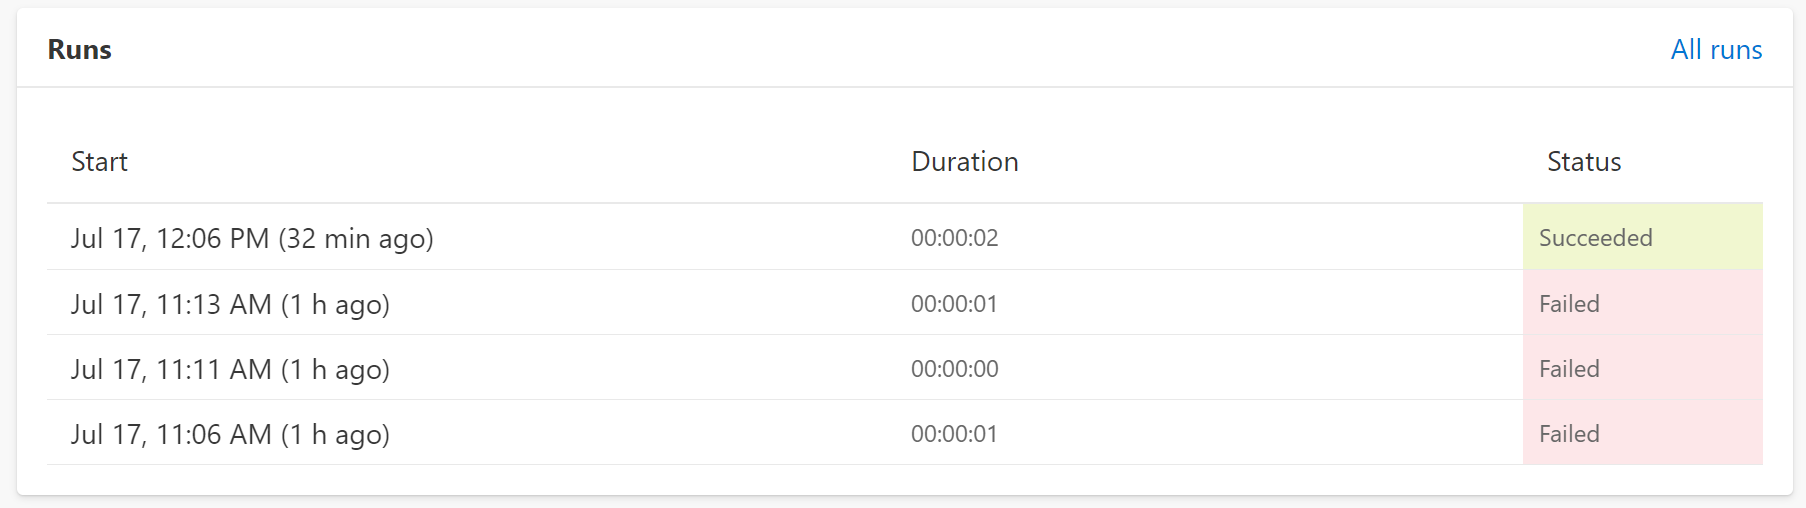 Runs All runs
Start Duration Status
Jul 17, 12:06 PM (32 min ago) 00:00:02 Succeeded
Jul 17, 11:13 AM (1 h ago) 00:00:01 Failed
Jul 17, 11:11 AM (1 h ago) 00:00:00 Failed
Jul 17, 11:06 AM (1 h ago) 00:00:01 Failed